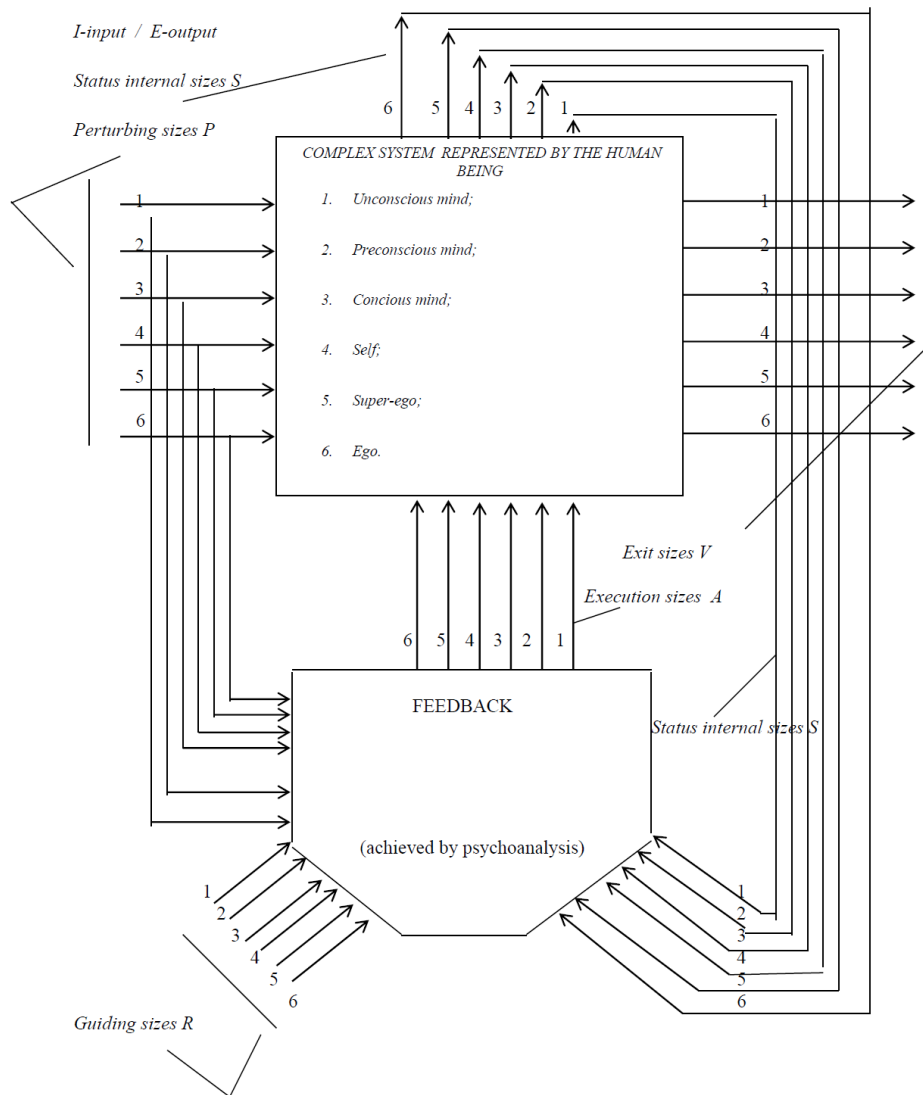 I-input / E-output
Status internal sizes S
Perturbing sizes P
6
5
4
3
2
1
COMPLEX SYSTEM REPRESENTED BY THE HUMAN
BEING
1. Unconscious mind;
2. Preconscious mind;
3. Concious mind;
4. Self;
5. Super-ego;
6. Ego.
1
2
3
4
5
6
1
2
3
4
5
6
Exit sizes V
Execution sizes A
6
5
4
3
2
1
FEEDBACK
Status internal sizes S
(achieved by psychoanalysis)
1
2
3
4
5
6
1
2
3
4
5
6
Guiding sizes R